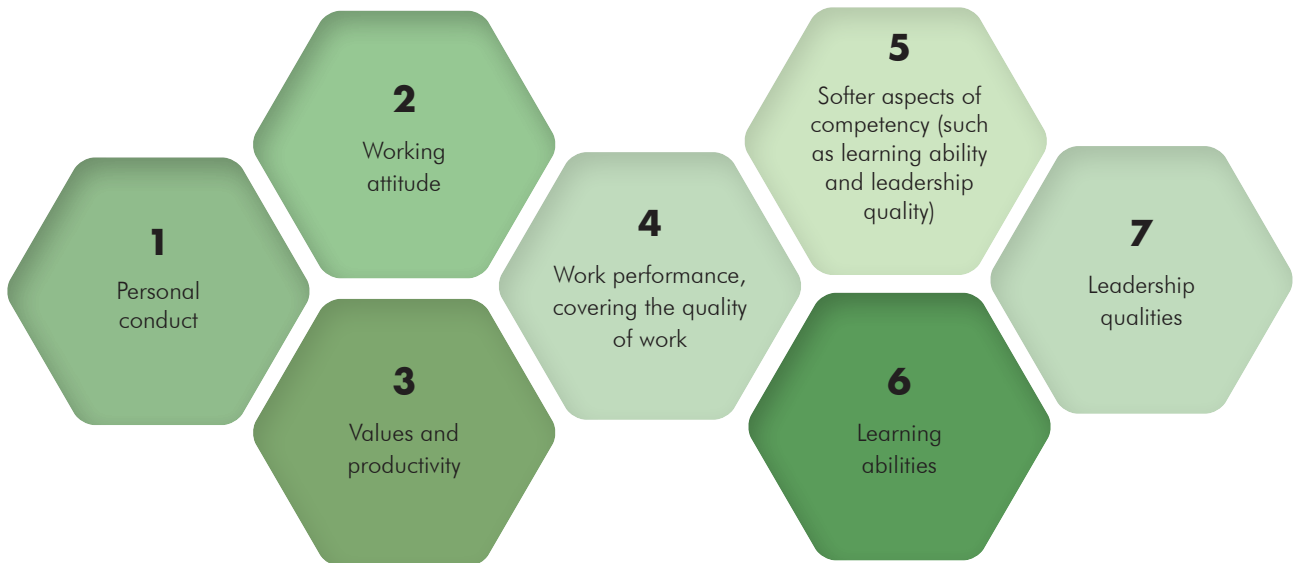 1
Personal
conduct
2
Working
attitude
3
Values and
productivity
4
Work performance,
covering the quality
of work
5
Softer aspects of
competency (such
as learning ability
and leadership
quality)
6
Learning
abilities
7
Leadership
qualities